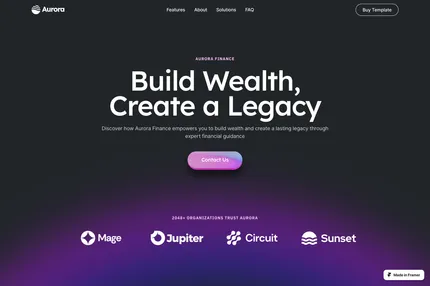 Aurora
Features About Solutions FAQ
Buy Template
AURORA FINANCE
Build Wealth,
Create a Legacy
Discover how Aurora Finance empowers you to build wealth and create a lasting legacy through
expert financial guidance
Contact Us
2048+ ORGANIZATIONS TRUST AURORA
Mage Jupiter Circuit Sunset
Made in Framer